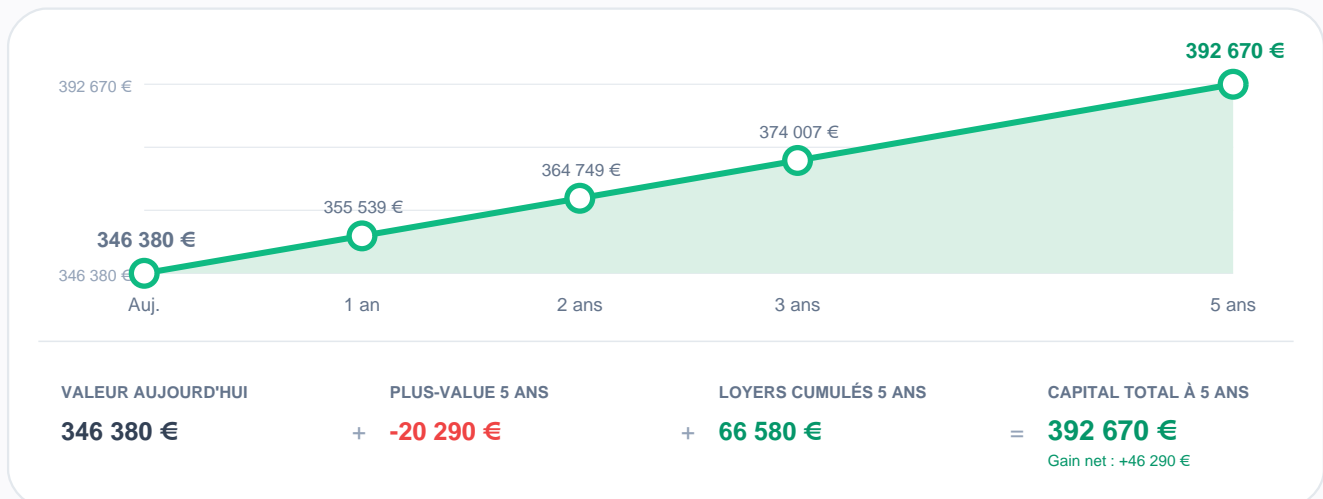 392 670 €
392 670 €
374 007 €
364 749 €
355 539 €
346 380 €
346 380 €
Auj.
1 an
2 ans
3 ans
5 ans
VALEUR AUJOURD'HUI
346 380 €
+
PLUS-VALUE 5 ANS
-20 290 €
+
LOYERS CUMULÉS 5 ANS
66 580 €
=
CAPITAL TOTAL À 5 ANS
392 670 €
Gain net : +46 290 €